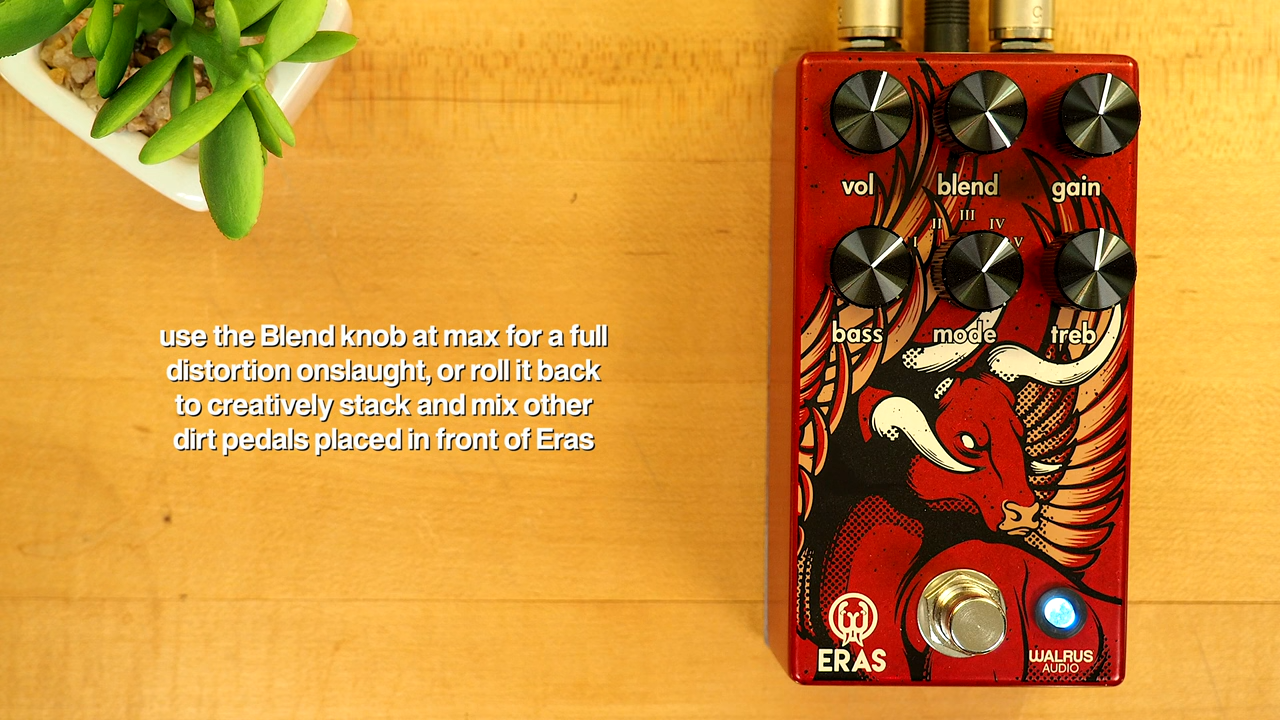 use the Blend knob at max for a full
distortion onslaught, or roll it back
to creatively stack and mix other
dirt pedals placed in front of Eras
vol blend gain
I II III IV V
bass mode treb
ERAS
WALRUS
AUDIO